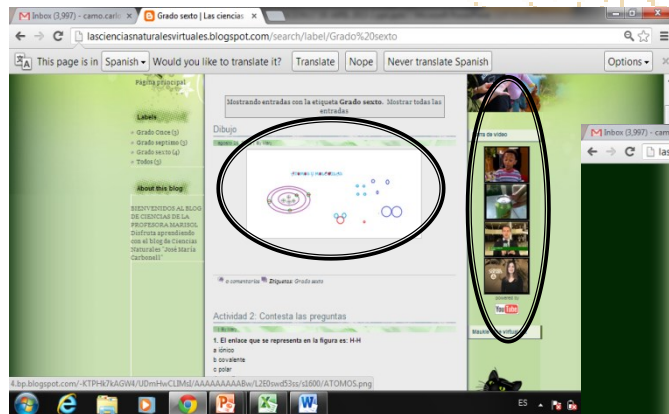 Inbox (3,997) - camo.carlo
Grado sexto | Las ciencias
lascienciasnaturalesvirtuales.blogspot.com/search/label/Grado%20sexto
This page is in Spanish Would you like to translate it? Translate Nope Never translate Spanish Options
Página principal
Labels
Grado Once (3)
Grado septimo (3)
Grado sexto (4)
Todos (3)
About this blog
BIENVENIDOS AL BLOG
DE CIENCIAS DE LA
PROFESORA MARISOL
Disfruta aprendiendo
con el blog de Ciencias
Naturales "José María
Carbonell"
Mostrando entradas con la etiqueta Grado sexto. Mostrar todas las
entradas
Dibujo
0 comentarios Etiquetas: Grado sexto
Actividad 2: Contesta las preguntas
1. El enlace que se representa en la figura es: H-H
a iónico
b covalente
c polar
de video
powered by
YouTube
Inbox (3,997) - cam
las
4.bp.blogspot.com/-KTPHk7kAGW4/UDmHwCLIMsI/AAAAAAAAABw/L2E0swd53ss/s1600/ATOMOS.png
ES